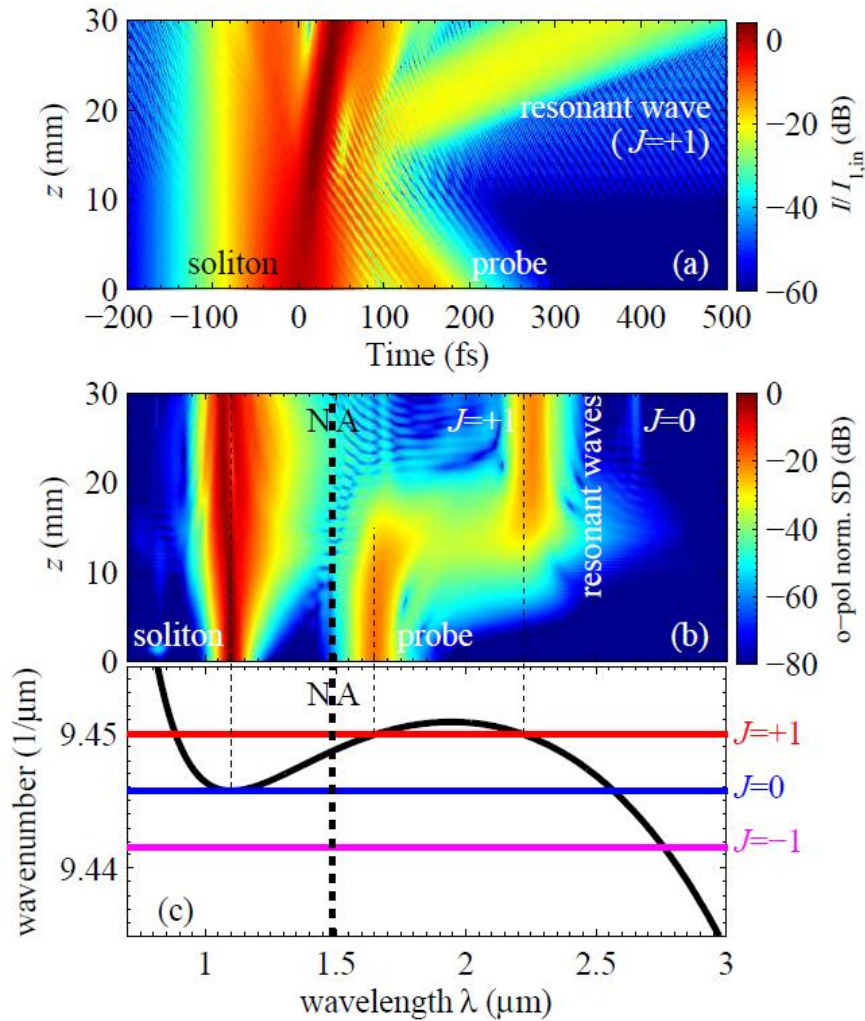 30
20
10
0
z (mm)
−200
−100
0
100
200
300
400
500
Time (fs)
resonant wave
( J=+1)
soliton
probe
(a)
0
−20
−40
−60
I/ I1,in (dB)
30
20
10
0
z (mm)
NA
J=+1
J=0
resonant waves
soliton
probe
(b)
0
−20
−40
−60
−80
o−pol norm. SD (dB)
NA
9.45
9.44
wavenumber (1/μm)
J=+1
J=0
J=−1
(c)
1
1.5
2
2.5
3
wavelength λ (μm)